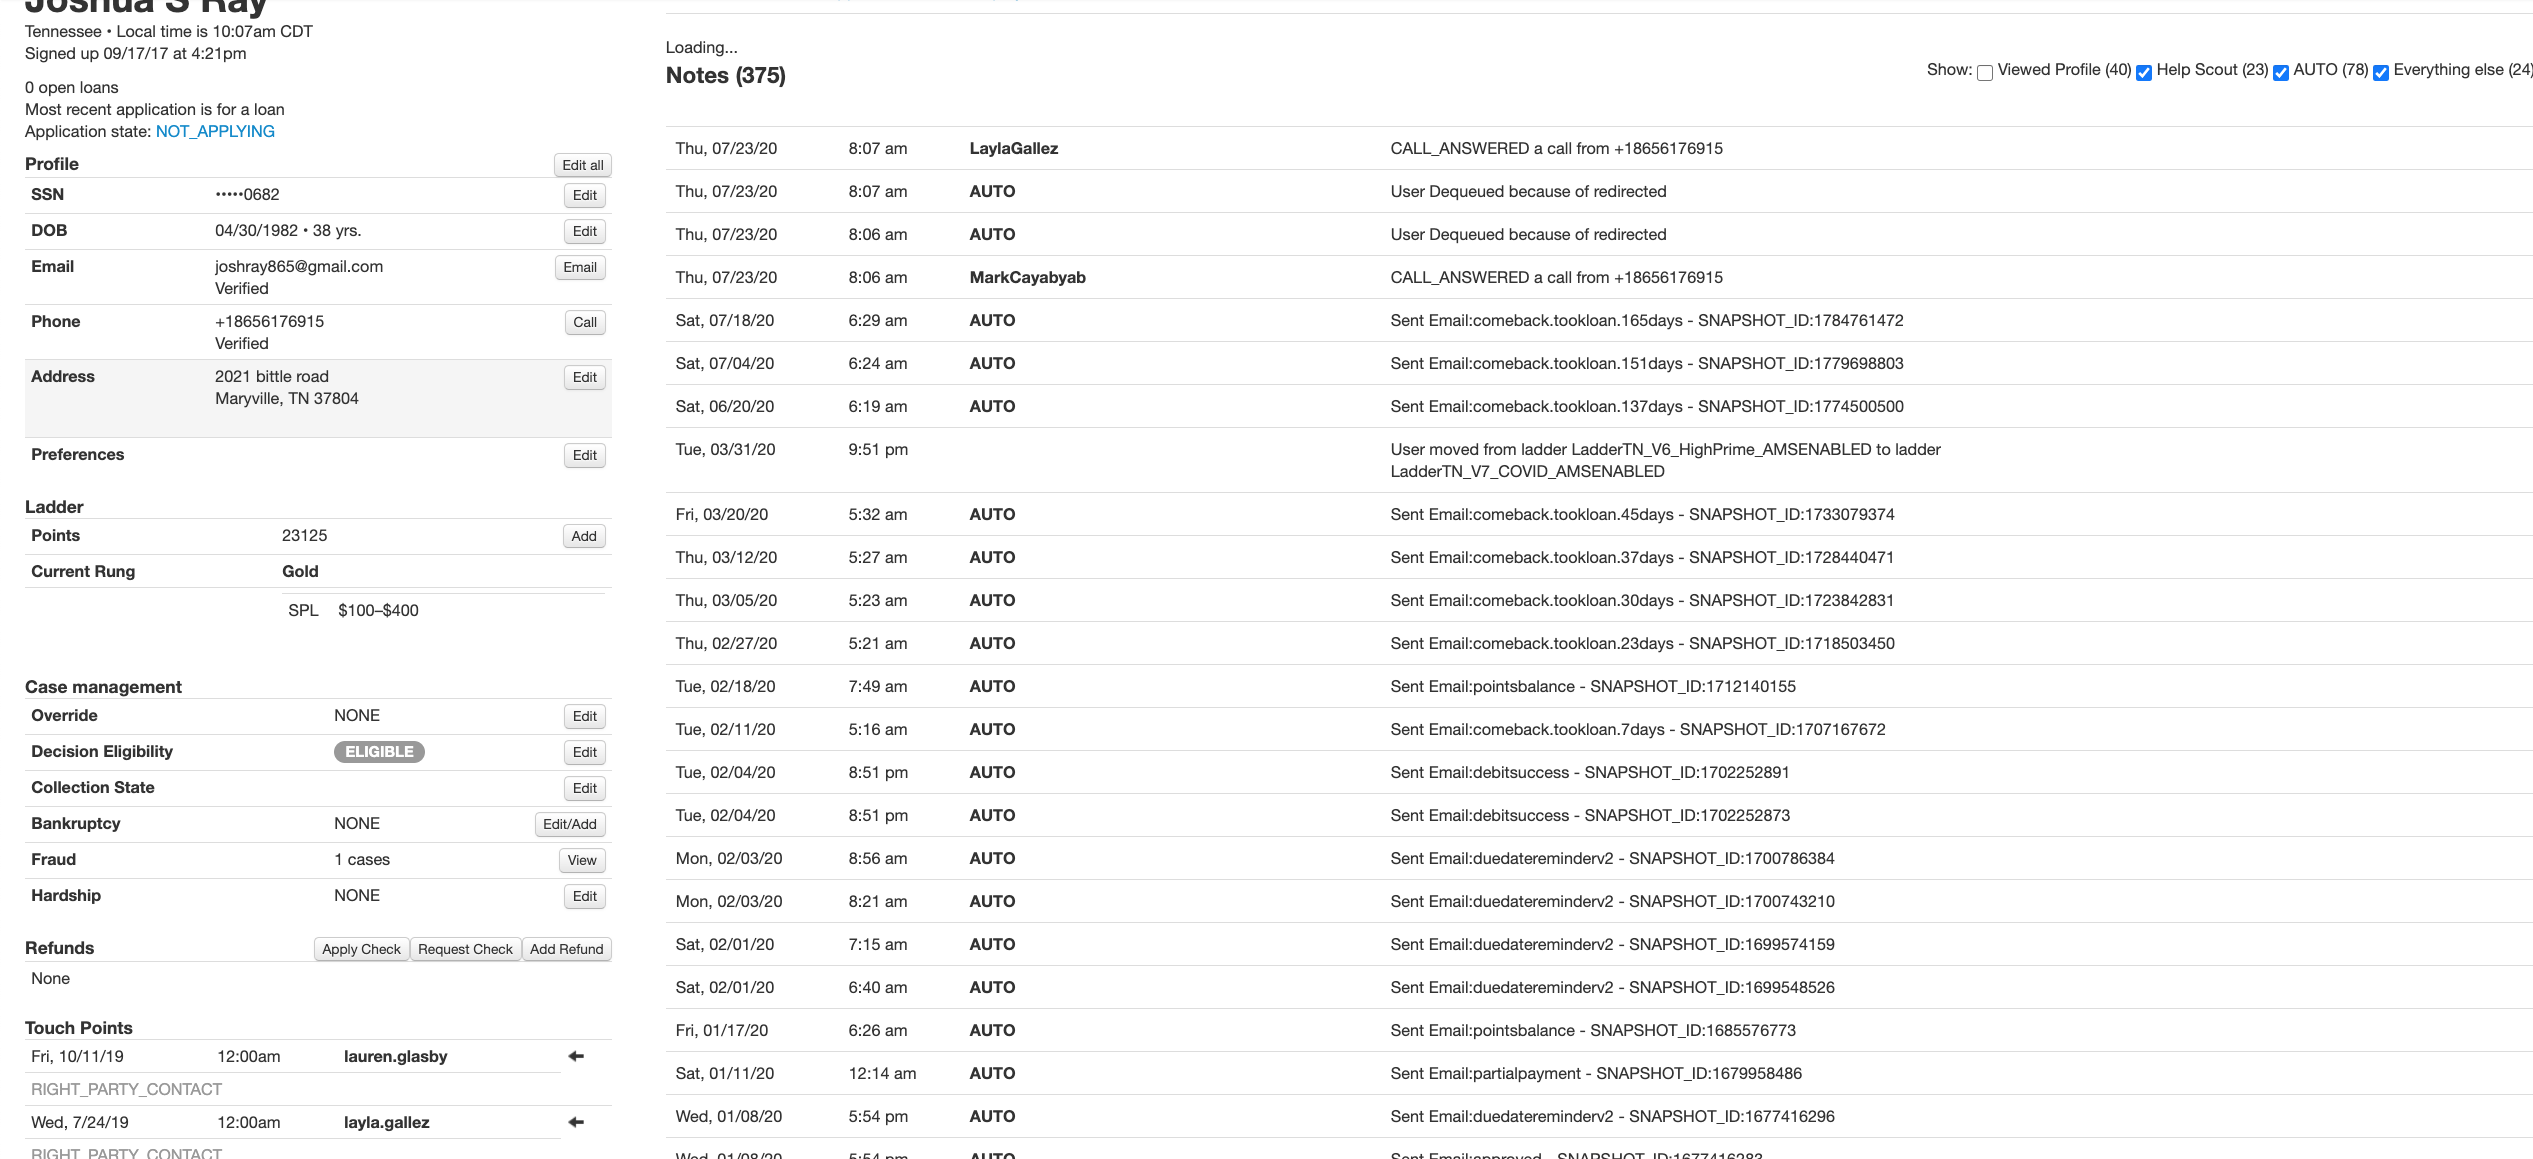 Joshua S Ray
Tennessee • Local time is 10:07am CDT
Signed up 09/17/17 at 4:21pm
0 open loans
Most recent application is for a loan
Application state: NOT_APPLYING
Profile Edit all
SSN •••••0682 Edit
DOB 04/30/1982 • 38 yrs. Edit
Email joshray865@gmail.com Email
Verified
Phone +18656176915 Call
Verified
Address 2021 bittle road Edit
Maryville, TN 37804
Preferences Edit
Ladder
Points 23125 Add
Current Rung Gold
SPL $100–$400
Case management
Override NONE Edit
Decision Eligibility ELIGIBLE Edit
Collection State Edit
Bankruptcy NONE Edit/Add
Fraud 1 cases View
Hardship NONE Edit
Refunds Apply Check Request Check Add Refund
None
Touch Points
Fri, 10/11/19 12:00am lauren.glasby
RIGHT_PARTY_CONTACT
Wed, 7/24/19 12:00am layla.gallez
RIGHT_PARTY_CONTACT
Loading...
Notes (375)
Show: Viewed Profile (40) Help Scout (23) AUTO (78) Everything else (24)
Thu, 07/23/20 8:07 am LaylaGallez CALL_ANSWERED a call from +18656176915
Thu, 07/23/20 8:07 am AUTO User Dequeued because of redirected
Thu, 07/23/20 8:06 am AUTO User Dequeued because of redirected
Thu, 07/23/20 8:06 am MarkCayabyab CALL_ANSWERED a call from +18656176915
Sat, 07/18/20 6:29 am AUTO Sent Email:comeback.tookloan.165days - SNAPSHOT_ID:1784761472
Sat, 07/04/20 6:24 am AUTO Sent Email:comeback.tookloan.151days - SNAPSHOT_ID:1779698803
Sat, 06/20/20 6:19 am AUTO Sent Email:comeback.tookloan.137days - SNAPSHOT_ID:1774500500
Tue, 03/31/20 9:51 pm User moved from ladder LadderTN_V6_HighPrime_AMSENABLED to ladder
LadderTN_V7_COVID_AMSENABLED
Fri, 03/20/20 5:32 am AUTO Sent Email:comeback.tookloan.45days - SNAPSHOT_ID:1733079374
Thu, 03/12/20 5:27 am AUTO Sent Email:comeback.tookloan.37days - SNAPSHOT_ID:1728440471
Thu, 03/05/20 5:23 am AUTO Sent Email:comeback.tookloan.30days - SNAPSHOT_ID:1723842831
Thu, 02/27/20 5:21 am AUTO Sent Email:comeback.tookloan.23days - SNAPSHOT_ID:1718503450
Tue, 02/18/20 7:49 am AUTO Sent Email:pointsbalance - SNAPSHOT_ID:1712140155
Tue, 02/11/20 5:16 am AUTO Sent Email:comeback.tookloan.7days - SNAPSHOT_ID:1707167672
Tue, 02/04/20 8:51 pm AUTO Sent Email:debitsuccess - SNAPSHOT_ID:1702252891
Tue, 02/04/20 8:51 pm AUTO Sent Email:debitsuccess - SNAPSHOT_ID:1702252873
Mon, 02/03/20 8:56 am AUTO Sent Email:duedatereminderv2 - SNAPSHOT_ID:1700786384
Mon, 02/03/20 8:21 am AUTO Sent Email:duedatereminderv2 - SNAPSHOT_ID:1700743210
Sat, 02/01/20 7:15 am AUTO Sent Email:duedatereminderv2 - SNAPSHOT_ID:1699574159
Sat, 02/01/20 6:40 am AUTO Sent Email:duedatereminderv2 - SNAPSHOT_ID:1699548526
Fri, 01/17/20 6:26 am AUTO Sent Email:pointsbalance - SNAPSHOT_ID:1685576773
Sat, 01/11/20 12:14 am AUTO Sent Email:partialpayment - SNAPSHOT_ID:1679958486
Wed, 01/08/20 5:54 pm AUTO Sent Email:duedatereminderv2 - SNAPSHOT_ID:1677416296
Wed, 01/08/20 5:54 pm AUTO Sent Email:approved - SNAPSHOT_ID:1677416283